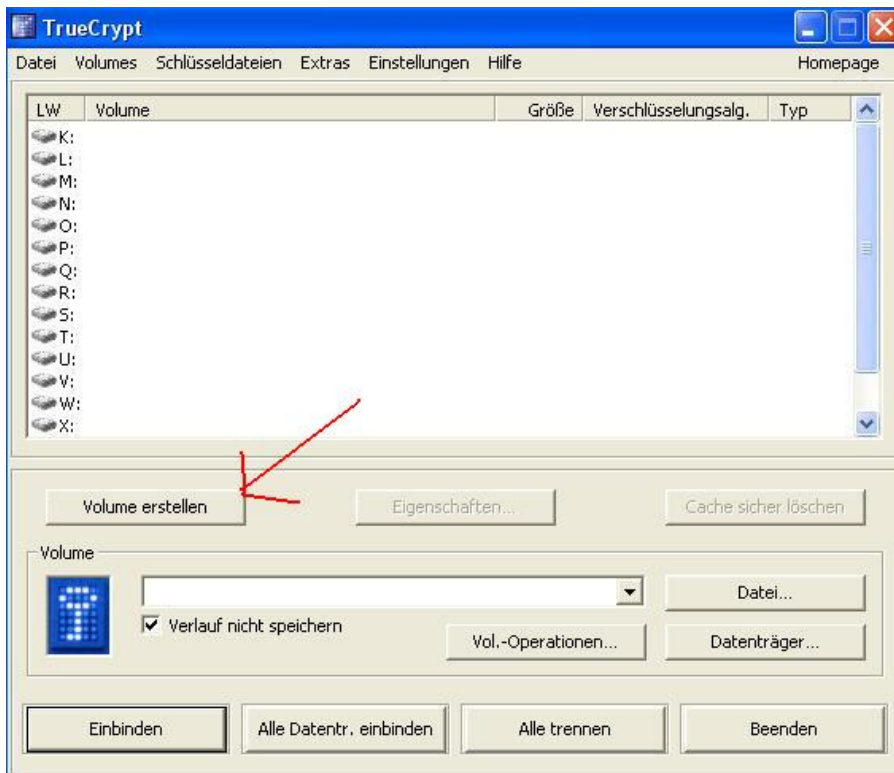 TrueCrypt
Datei Volumes Schlüsseldateien Extras Einstellungen Hilfe Homepage
LW Volume Größe Verschlüsselungsalg. Typ
K:
L:
M:
N:
O:
P:
Q:
R:
S:
T:
U:
V:
W:
X:
Volume erstellen Eigenschaften... Cache sicher löschen
Volume
Datei...
Verlauf nicht speichern
Vol.-Operationen... Datenträger...
Einbinden Alle Datentr. einbinden Alle trennen Beenden